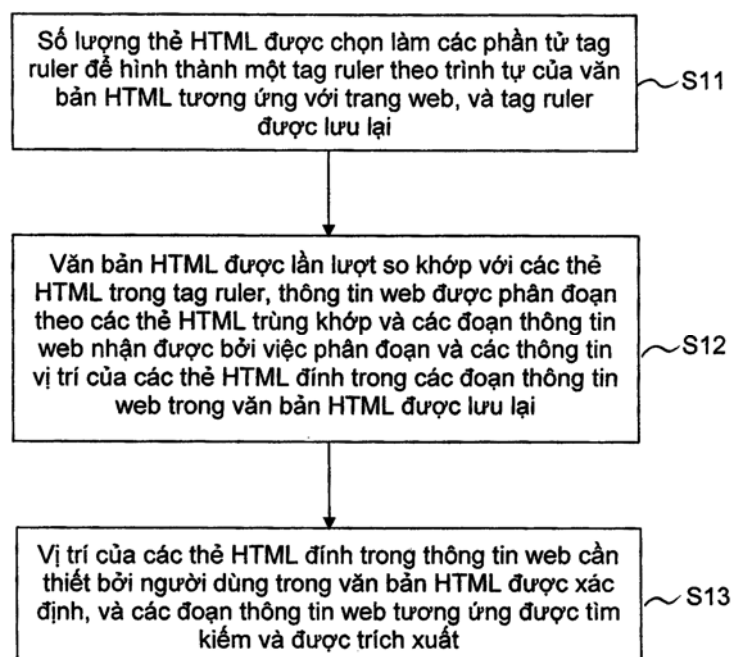 Số lượng thẻ HTML được chọn làm các phần tử tag
ruler để hình thành một tag ruler theo trình tự của văn
bản HTML tương ứng với trang web, và tag ruler
được lưu lại
S11
Văn bản HTML được lần lượt so khớp với các thẻ
HTML trong tag ruler, thông tin web được phân đoạn
theo các thẻ HTML trùng khớp và các đoạn thông tin
web nhận được bởi việc phân đoạn và các thông tin
vị trí của các thẻ HTML đính trong các đoạn thông tin
web trong văn bản HTML được lưu lại
S12
Vị trí của các thẻ HTML đính trong thông tin web cần
thiết bởi người dùng trong văn bản HTML được xác
định, và các đoạn thông tin web tương ứng được tìm
kiếm và được trích xuất
S13